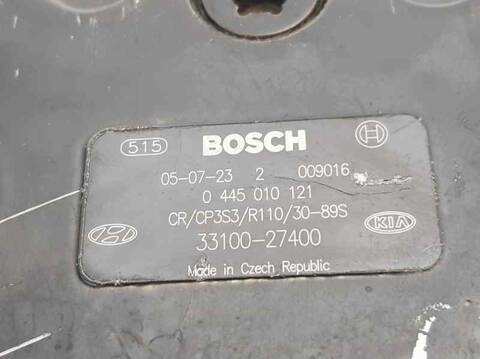 515 BOSCH
05-07-23 2 009016
0 445 010 121
CR/CP3S3/R110/30-89S
33100-27400 KIA
Made in Czech Republic